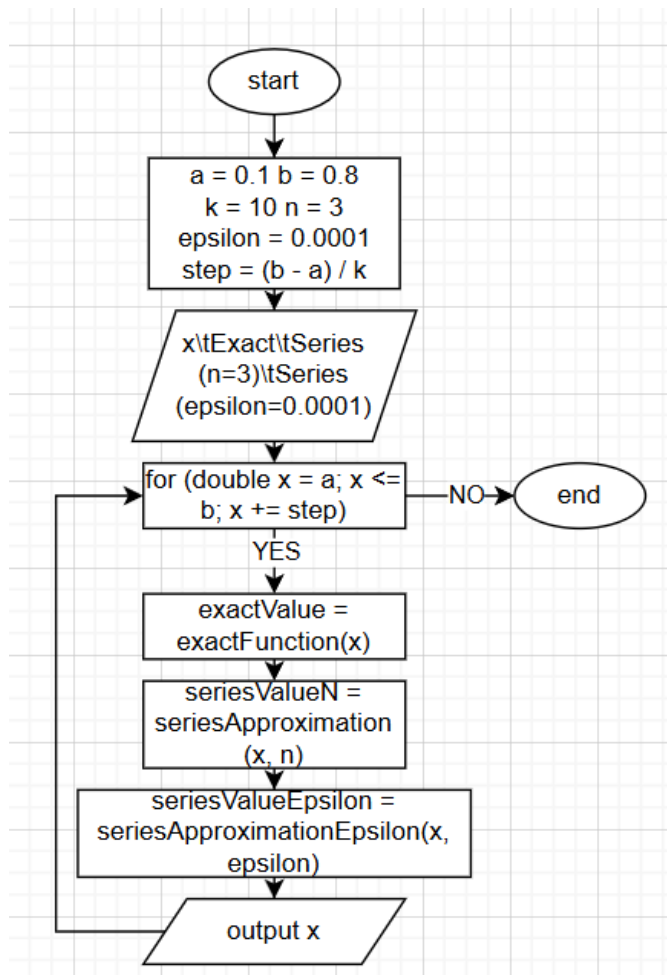 start
a = 0.1 b = 0.8
k = 10 n = 3
epsilon = 0.0001
step = (b - a) / k
x\tExact\tSeries
(n=3)\tSeries
(epsilon=0.0001)
for (double x = a; x <=
b; x += step)
NO
end
YES
exactValue =
exactFunction(x)
seriesValueN =
seriesApproximation
(x, n)
seriesValueEpsilon =
seriesApproximationEpsilon(x,
epsilon)
output x